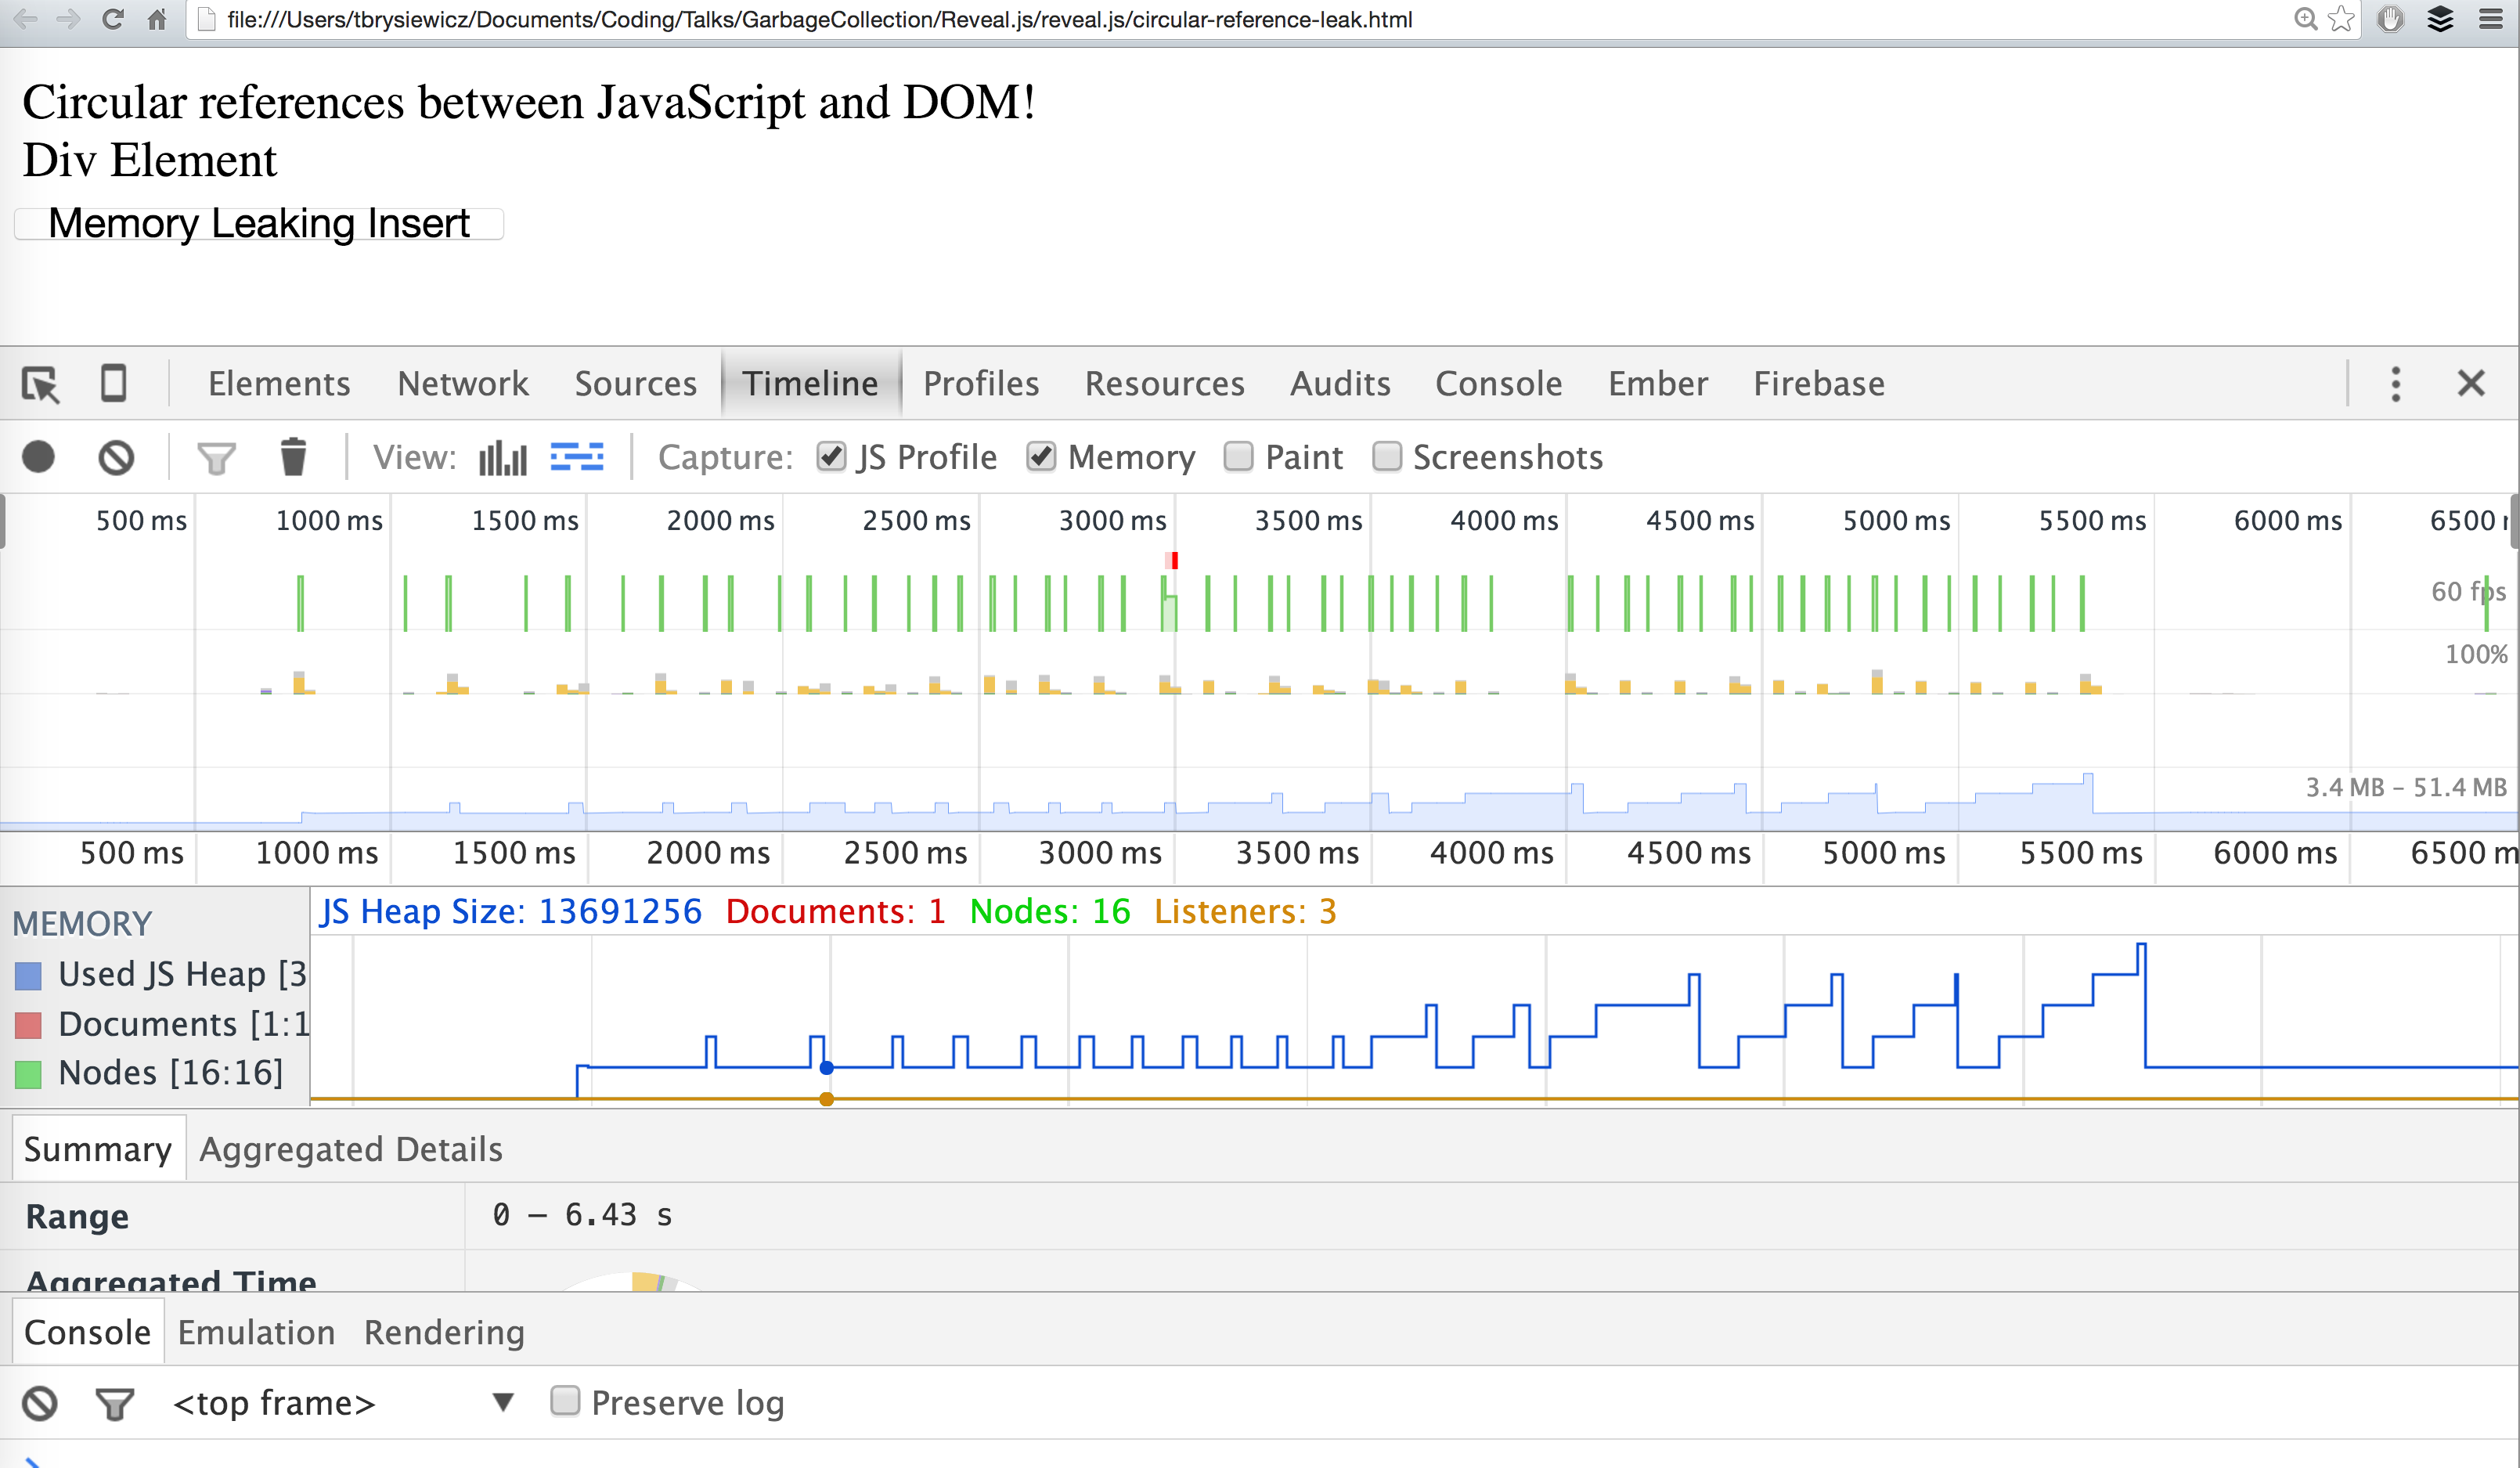 file:///Users/tbrysiewicz/Documents/Coding/Talks/GarbageCollection/Reveal.js/reveal.js/circular-reference-leak.html
Circular references between JavaScript and DOM!
Div Element
Memory Leaking Insert
Elements Network Sources Timeline Profiles Resources Audits Console Ember Firebase
View: Capture: JS Profile Memory Paint Screenshots
500 ms 1000 ms 1500 ms 2000 ms 2500 ms 3000 ms 3500 ms 4000 ms 4500 ms 5000 ms 5500 ms 6000 ms 6500
60 fps
100%
3.4 MB – 51.4 MB
500 ms 1000 ms 1500 ms 2000 ms 2500 ms 3000 ms 3500 ms 4000 ms 4500 ms 5000 ms 5500 ms 6000 ms 6500 m
MEMORY JS Heap Size: 13691256 Documents: 1 Nodes: 16 Listeners: 3
Used JS Heap [3
Documents [1:1
Nodes [16:16]
Summary Aggregated Details
Range 0 – 6.43 s
Aggregated Time
Console Emulation Rendering
<top frame> ▼ Preserve log